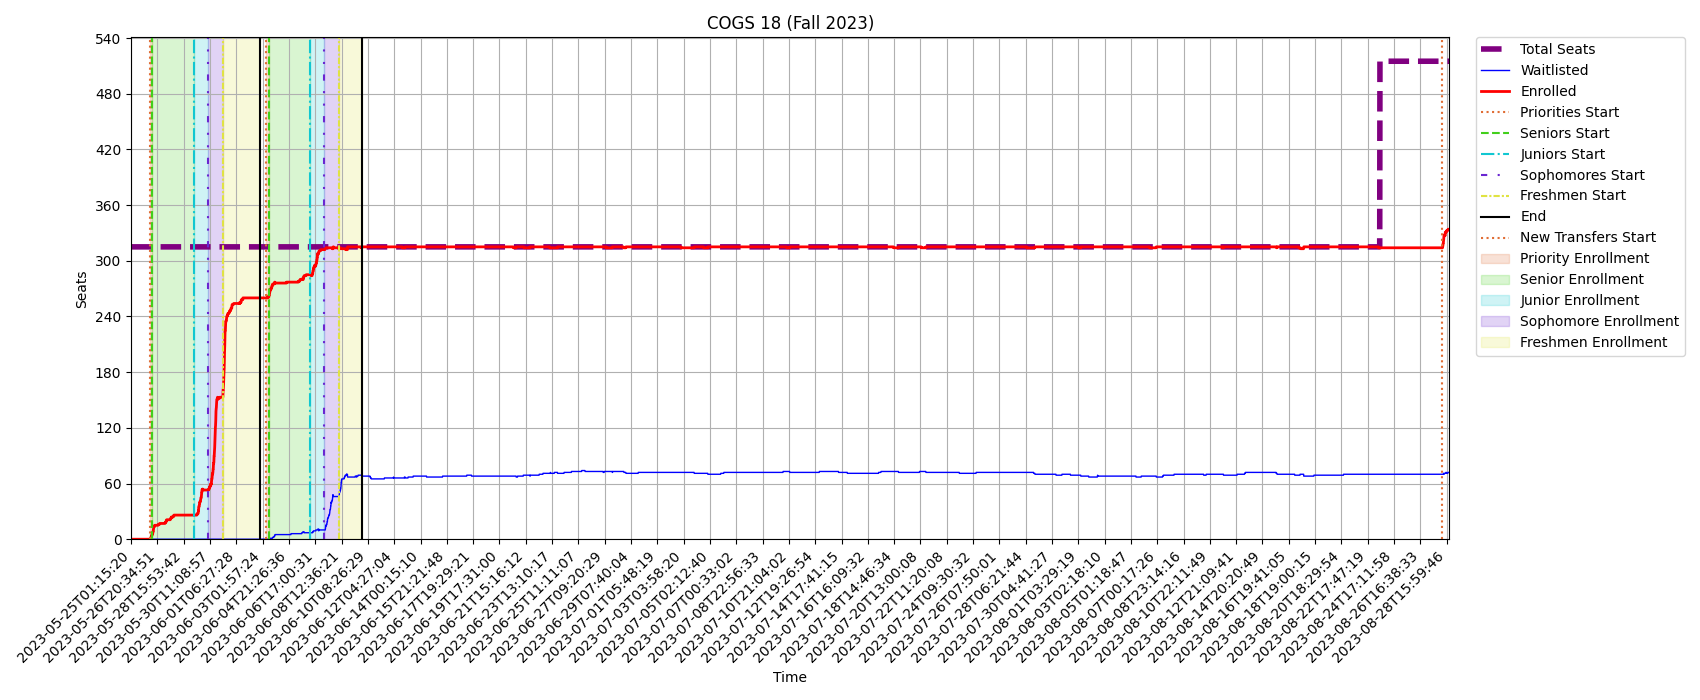 COGS 18 (Fall 2023)
540
480
420
360
300
240
180
120
60
0
Seats
2023-05-25T01:15:20
2023-05-26T20:34:51
2023-05-28T15:53:42
2023-05-30T11:08:57
2023-06-01T06:27:28
2023-06-03T01:57:24
2023-06-04T21:26:30
2023-06-06T17:00:31
2023-06-08T12:36:21
2023-06-10T08:26:29
2023-06-12T04:27:04
2023-06-14T00:15:10
2023-06-15T21:21:48
2023-06-17T19:29:21
2023-06-19T17:31:00
2023-06-21T15:16:12
2023-06-23T13:10:17
2023-06-25T11:11:07
2023-06-27T09:20:29
2023-06-29T07:40:04
2023-07-01T05:48:19
2023-07-03T03:58:20
2023-07-05T02:12:40
2023-07-07T00:33:02
2023-07-08T22:56:33
2023-07-10T21:04:02
2023-07-12T19:26:54
2023-07-14T17:41:15
2023-07-16T16:09:32
2023-07-18T14:46:34
2023-07-20T13:00:08
2023-07-22T11:20:08
2023-07-24T09:30:32
2023-07-26T07:50:01
2023-07-28T06:21:44
2023-07-30T04:41:27
2023-08-01T03:29:19
2023-08-03T02:18:10
2023-08-05T01:18:47
2023-08-07T00:17:26
2023-08-08T23:14:16
2023-08-10T22:11:49
2023-08-12T21:09:41
2023-08-14T20:20:49
2023-08-16T19:41:05
2023-08-18T19:00:15
2023-08-20T18:29:54
2023-08-22T17:47:19
2023-08-24T17:11:58
2023-08-26T16:38:33
2023-08-28T15:59:46
Time
Total Seats
Waitlisted
Enrolled
Priorities Start
Seniors Start
Juniors Start
Sophomores Start
Freshmen Start
End
New Transfers Start
Priority Enrollment
Senior Enrollment
Junior Enrollment
Sophomore Enrollment
Freshmen Enrollment